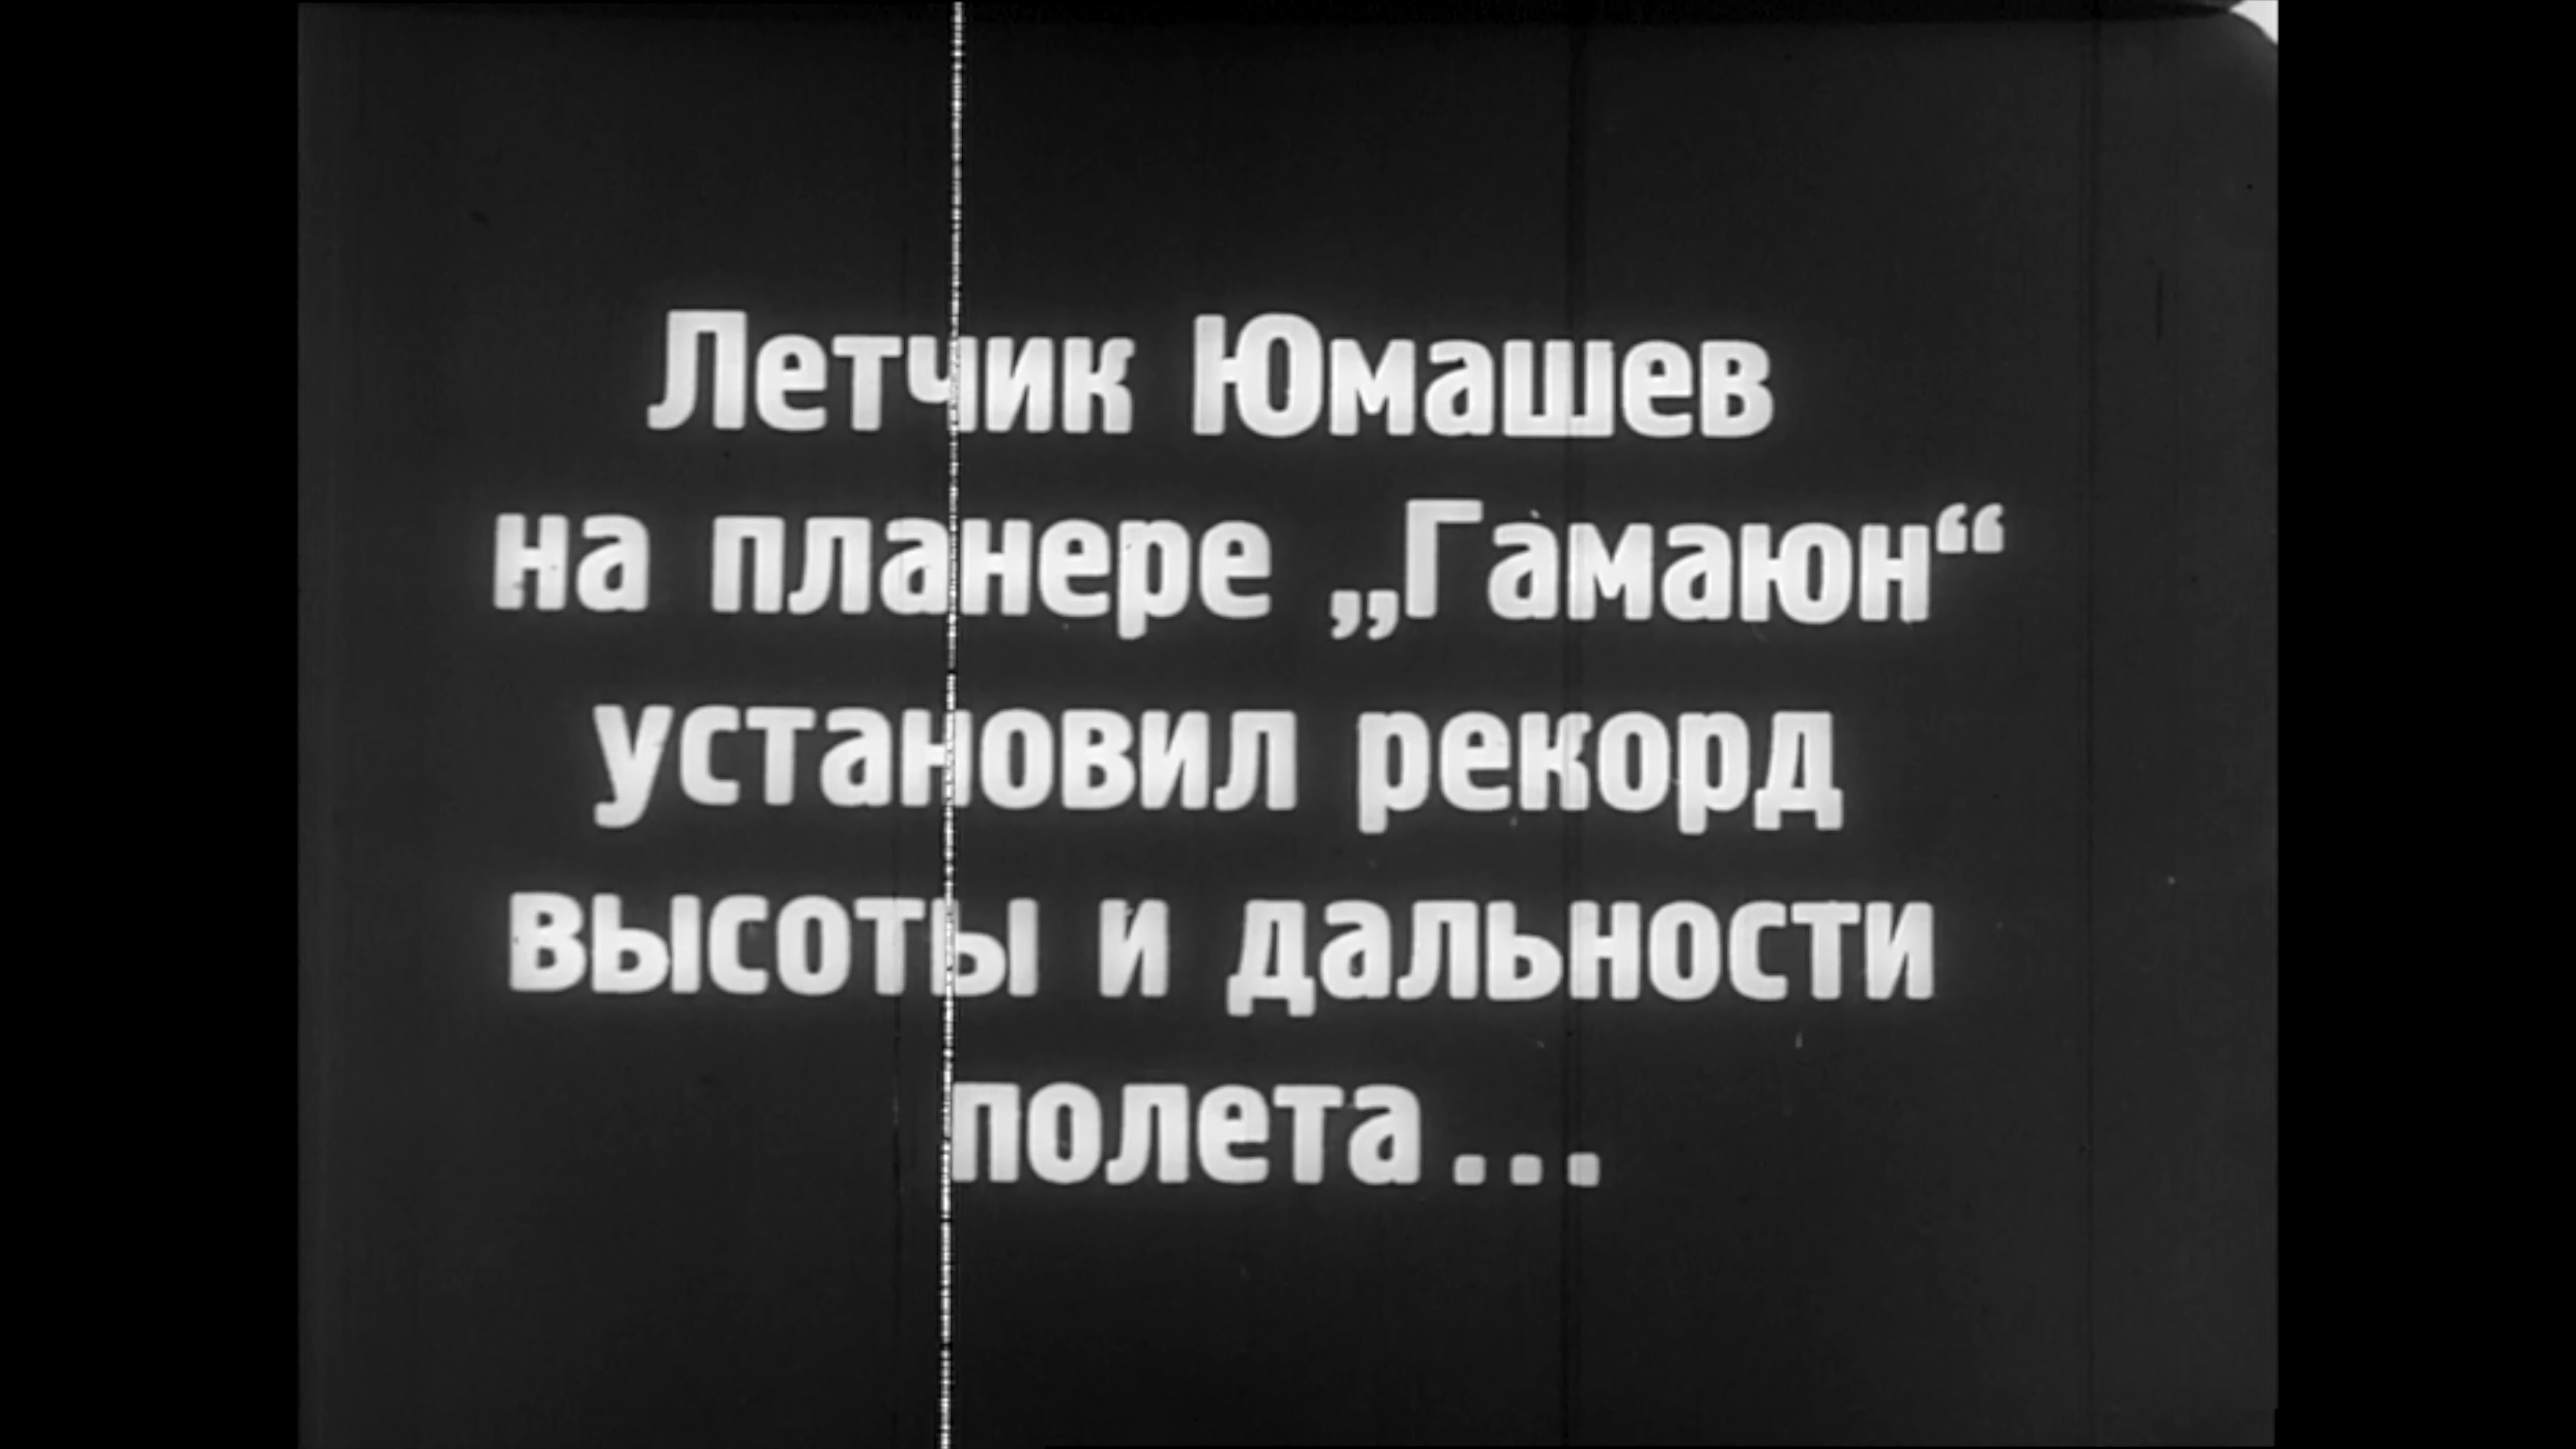 Летчик Юмашев
на планере „Гамаюн“
установил рекорд
высоты и дальности
полета...